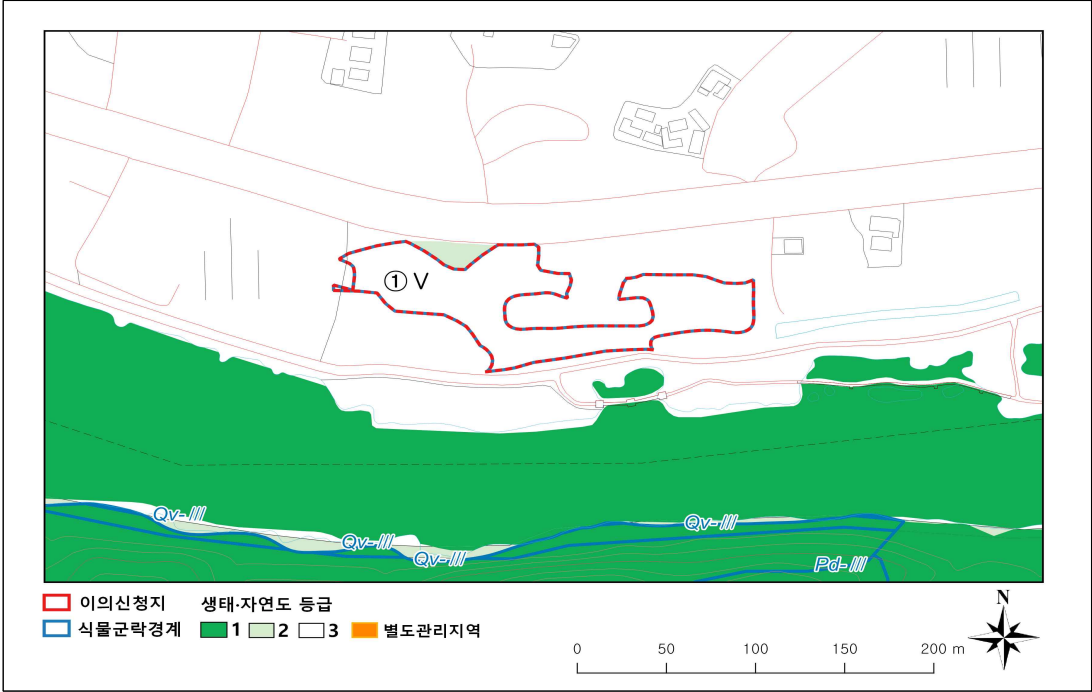 ① V
Qv-Ⅲ
Qv-Ⅲ
Qv-Ⅲ
Qv-Ⅲ
Pd-Ⅲ
이의신청지 생태·자연도 등급
식물군락경계 1 2 3 별도관리지역
N
0 50 100 150 200 m